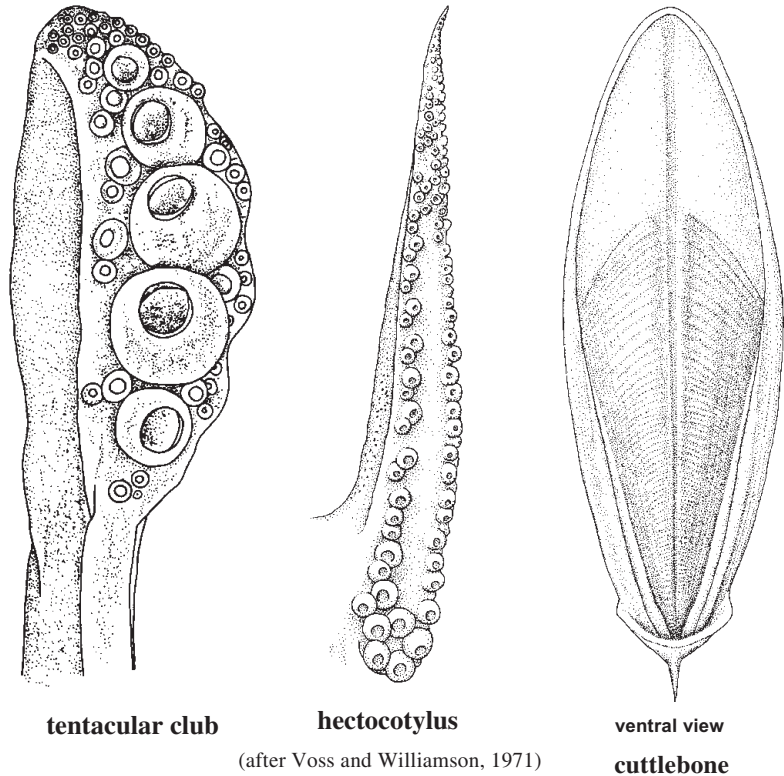 tentacular club
hectocotylus
(after Voss and Williamson, 1971)
ventral view
cuttlebone